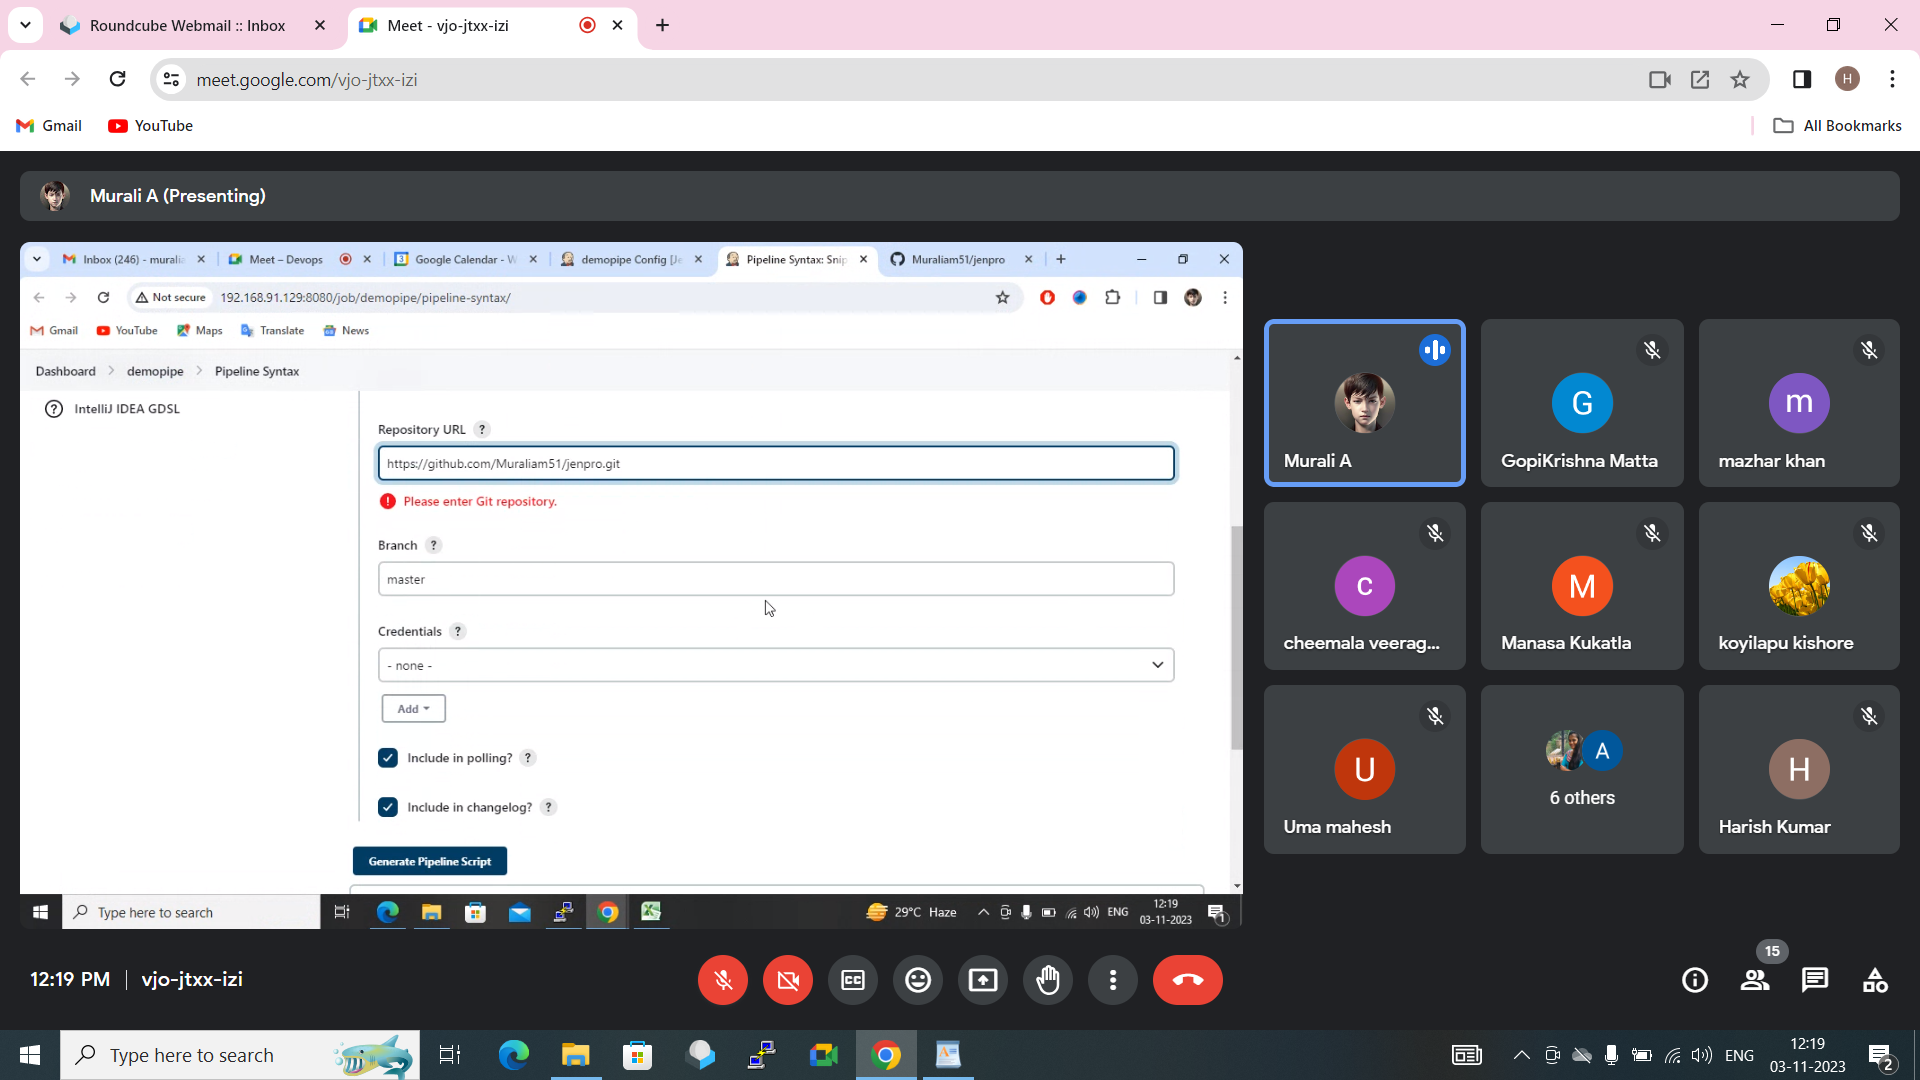 Roundcube Webmail :: Inbox
Meet - vjo-jtxx-izi
meet.google.com/vjo-jtxx-izi
H
Gmail
YouTube
All Bookmarks
Murali A (Presenting)
Inbox (246) - murali
Meet – Devops
Google Calendar - W
demopipe Config [Je
Pipeline Syntax: Snip
Muraliam51/jenpro
Not secure
192.168.91.129:8080/job/demopipe/pipeline-syntax/
Gmail
YouTube
Maps
Translate
News
Dashboard
demopipe
Pipeline Syntax
IntelliJ IDEA GDSL
Repository URL ?
https://github.com/Muraliam51/jenpro.git
Please enter Git repository.
Branch ?
master
Credentials ?
- none -
Add
Include in polling? ?
Include in changelog? ?
Generate Pipeline Script
Type here to search
29°C Haze
ENG
12:19
03-11-2023
1
Murali A
G
GopiKrishna Matta
m
mazhar khan
c
cheemala veerag...
M
Manasa Kukatla
koyilapu kishore
U
Uma mahesh
A
6 others
H
Harish Kumar
12:19 PM
vjo-jtxx-izi
15
Type here to search
ENG
12:19
03-11-2023
2